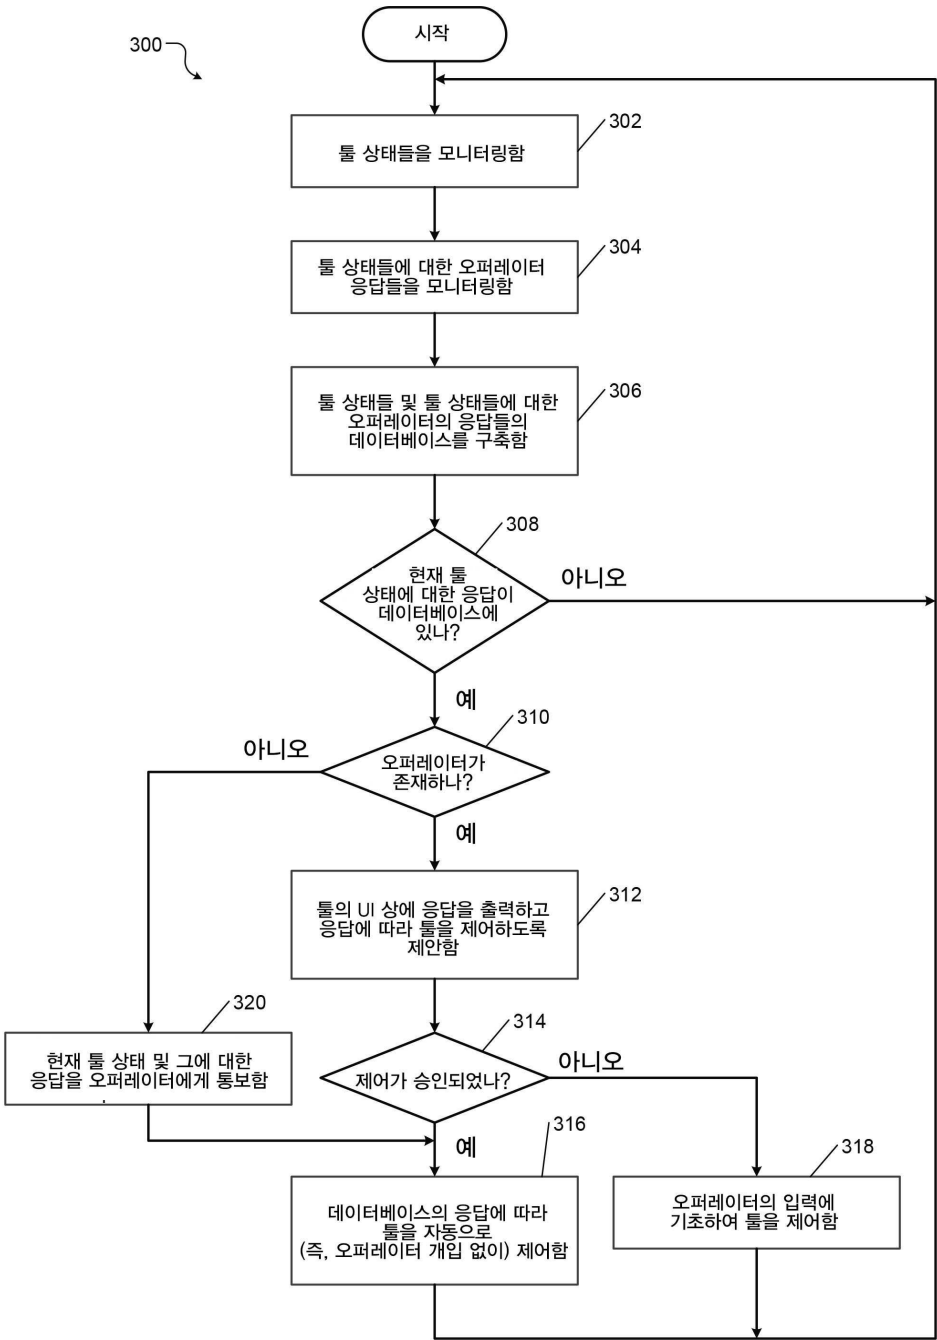 시작
300
302
툴 상태들을 모니터링함
304
툴 상태들에 대한 오퍼레이터
응답들을 모니터링함
306
툴 상태들 및 툴 상태들에 대한
오퍼레이터의 응답들의
데이터베이스를 구축함
308
현재 툴
상태에 대한 응답이
데이터베이스에
있나?
아니오
예
310
아니오
오퍼레이터가
존재하나?
예
312
툴의 UI 상에 응답을 출력하고
응답에 따라 툴을 제어하도록
제안함
320
현재 툴 상태 및 그에 대한
응답을 오퍼레이터에게 통보함
314
제어가 승인되었나?
아니오
예
316
데이터베이스의 응답에 따라
툴을 자동으로
(즉, 오퍼레이터 개입 없이) 제어함
318
오퍼레이터의 입력에
기초하여 툴을 제어함